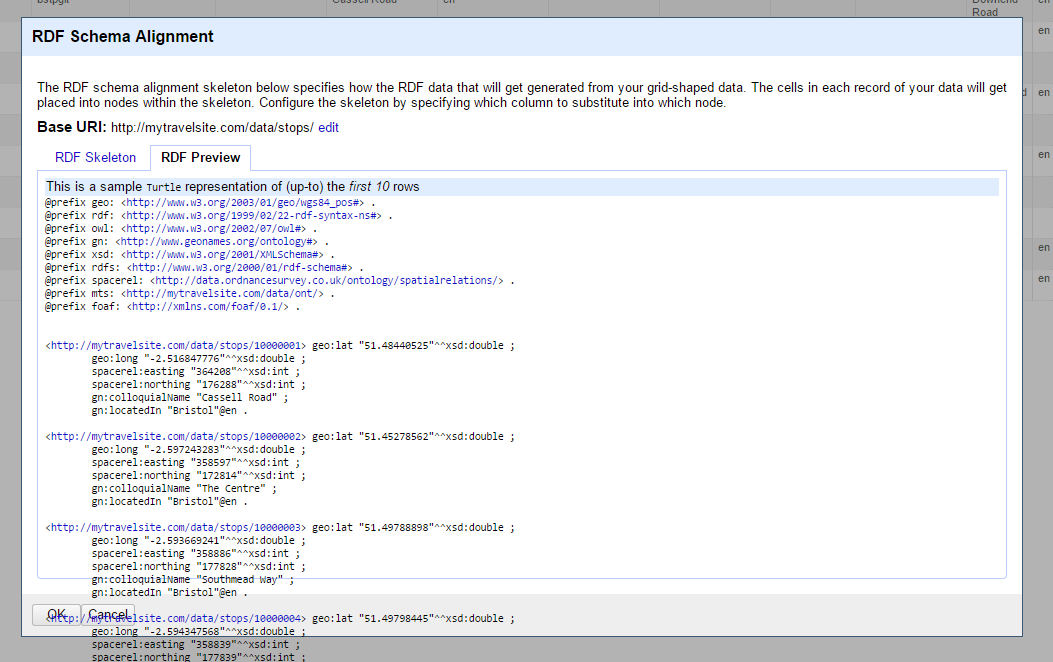 bstpgit Cassell Road en Downend en
Road
RDF Schema Alignment
en
The RDF schema alignment skeleton below specifies how the RDF data that will get generated from your grid-shaped data. The cells in each record of your data will get
placed into nodes within the skeleton. Configure the skeleton by specifying which column to substitute into which node.
d en
Base URI: http://mytravelsite.com/data/stops/ edit
RDF Skeleton RDF Preview
en
This is a sample Turtle representation of (up-to) the first 10 rows
@prefix geo: <http://www.w3.org/2003/01/geo/wgs84_pos#> .
@prefix rdf: <http://www.w3.org/1999/02/22-rdf-syntax-ns#> .
@prefix owl: <http://www.w3.org/2002/07/owl#> .
@prefix gn: <http://www.geonames.org/ontology#> .
en
@prefix xsd: <http://www.w3.org/2001/XMLSchema#> .
@prefix rdfs: <http://www.w3.org/2000/01/rdf-schema#> .
@prefix spacerel: <http://data.ordnancesurvey.co.uk/ontology/spatialrelations/> .
en
@prefix mts: <http://mytravelsite.com/data/ont/> .
@prefix foaf: <http://xmlns.com/foaf/0.1/> .
<http://mytravelsite.com/data/stops/10000001> geo:lat "51.48440525"^^xsd:double ;
geo:long "-2.516847776"^^xsd:double ;
spacerel:easting "364208"^^xsd:int ;
spacerel:northing "176288"^^xsd:int ;
gn:colloquialName "Cassell Road" ;
gn:locatedIn "Bristol"@en .
<http://mytravelsite.com/data/stops/10000002> geo:lat "51.45278562"^^xsd:double ;
geo:long "-2.597243283"^^xsd:double ;
spacerel:easting "358597"^^xsd:int ;
spacerel:northing "172814"^^xsd:int ;
gn:colloquialName "The Centre" ;
gn:locatedIn "Bristol"@en .
<http://mytravelsite.com/data/stops/10000003> geo:lat "51.49788898"^^xsd:double ;
geo:long "-2.593669241"^^xsd:double ;
spacerel:easting "358886"^^xsd:int ;
spacerel:northing "177828"^^xsd:int ;
gn:colloquialName "Southmead Way" ;
gn:locatedIn "Bristol"@en .
OK Cancel
<http://mytravelsite.com/data/stops/10000004> geo:lat "51.49798445"^^xsd:double ;
geo:long "-2.594347568"^^xsd:double ;
spacerel:easting "358839"^^xsd:int ;
spacerel:northing "177839"^^xsd:int ;